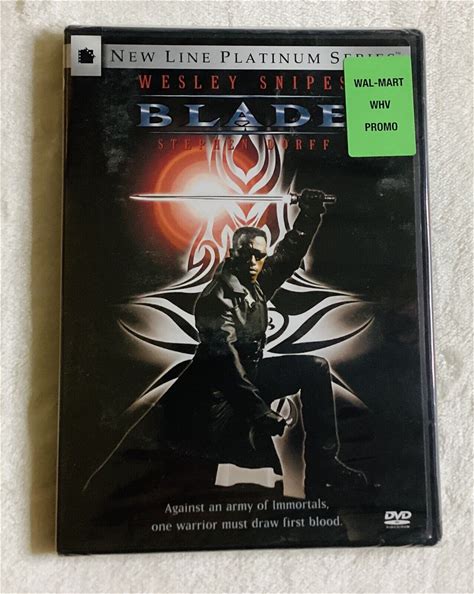 NEW LINE PLATINUM SERIES™
WESLEY SNIPES
BLADE
STEPHEN DORFF
WAL-MART
WHV
PROMO
Against an army of Immortals,
one warrior must draw first blood.
DVD